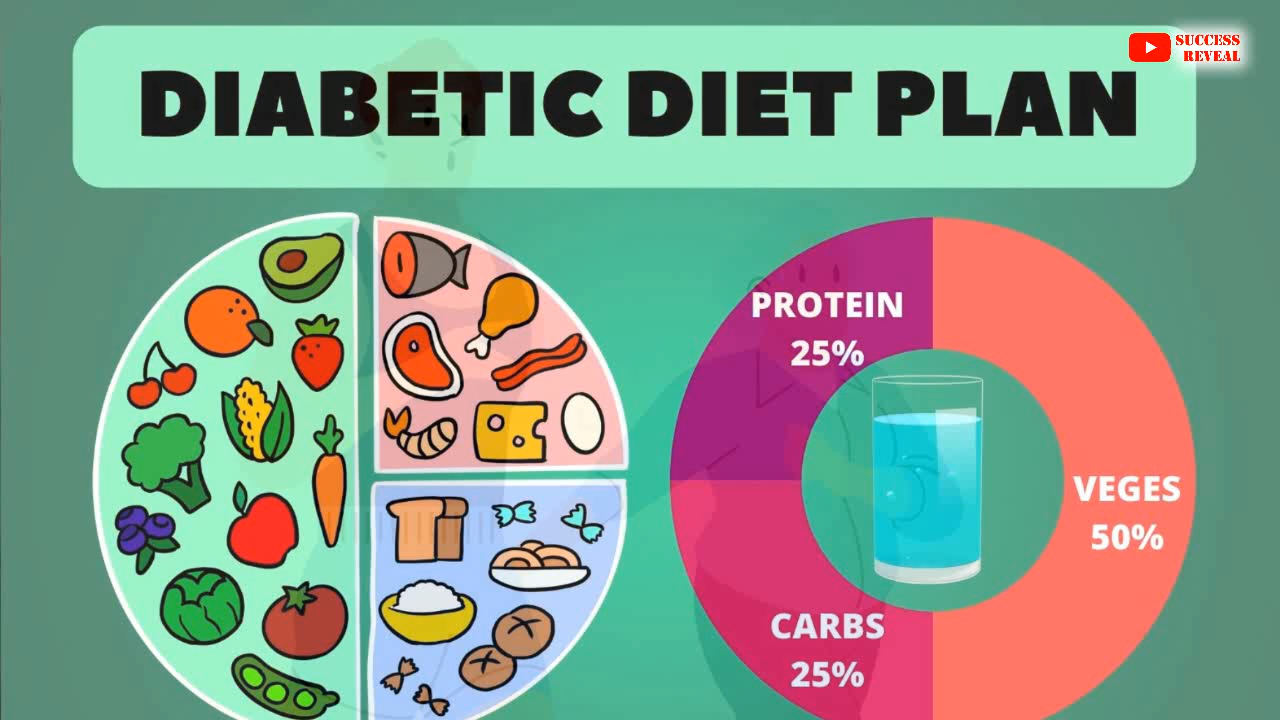 SUCCESS
REVEAL
DIABETIC DIET PLAN
PROTEIN
25%
VEGES
50%
CARBS
25%